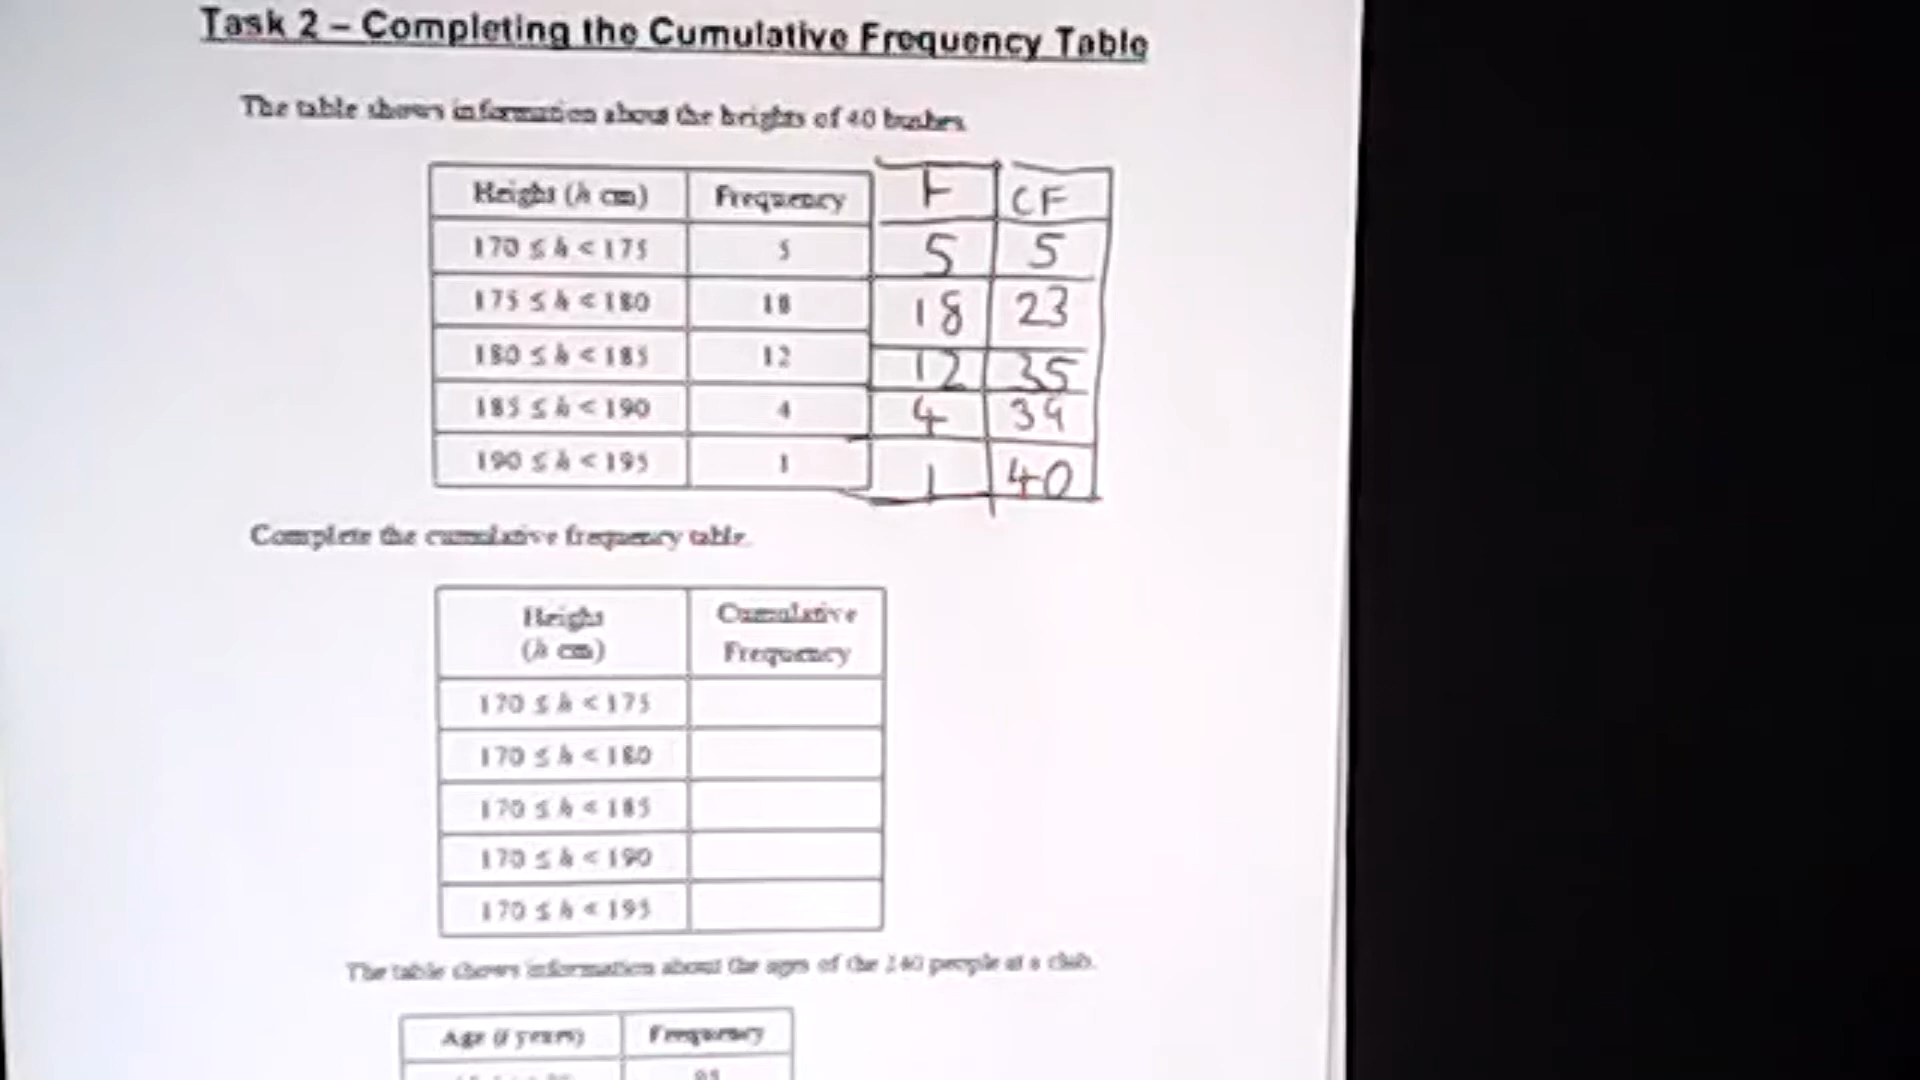 Task 2 – Completing the Cumulative Frequency Table
The table shows information about the heights of 40 bushes.
Height (h cm) Frequency F CF
170 ≤ h < 175 5 5 5
175 ≤ h < 180 18 18 23
180 ≤ h < 185 12 12 35
185 ≤ h < 190 4 4 39
190 ≤ h < 195 1 1 40
Complete the cumulative frequency table.
Height Cumulative
(h cm) Frequency
170 ≤ h < 175
170 ≤ h < 180
170 ≤ h < 185
170 ≤ h < 190
170 ≤ h < 195
The table shows information about the ages of the 240 people at a club.
Age (t years) Frequency